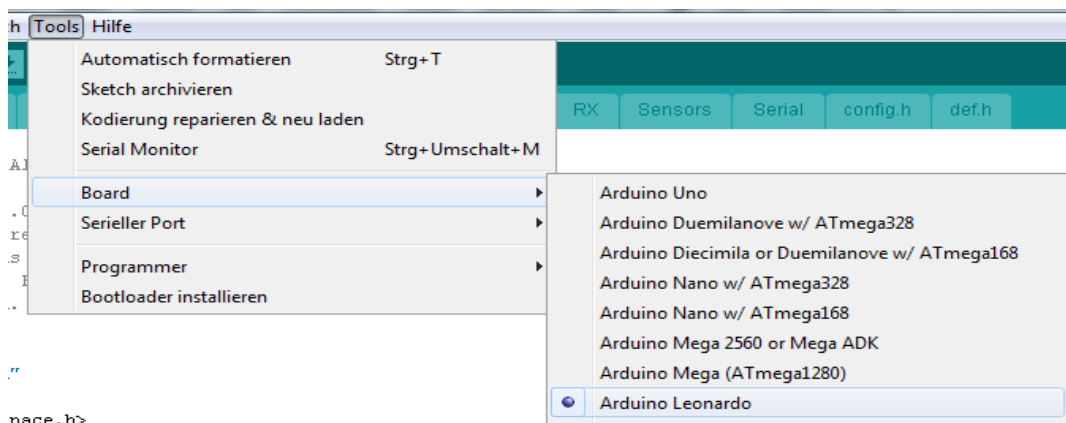 Tools Hilfe
Automatisch formatieren Strg+T
Sketch archivieren
Kodierung reparieren & neu laden
Serial Monitor Strg+Umschalt+M
Board
Serieller Port
Programmer
Bootloader installieren
RX Sensors Serial config.h def.h
Arduino Uno
Arduino Duemilanove w/ ATmega328
Arduino Diecimila or Duemilanove w/ ATmega168
Arduino Nano w/ ATmega328
Arduino Nano w/ ATmega168
Arduino Mega 2560 or Mega ADK
Arduino Mega (ATmega1280)
Arduino Leonardo